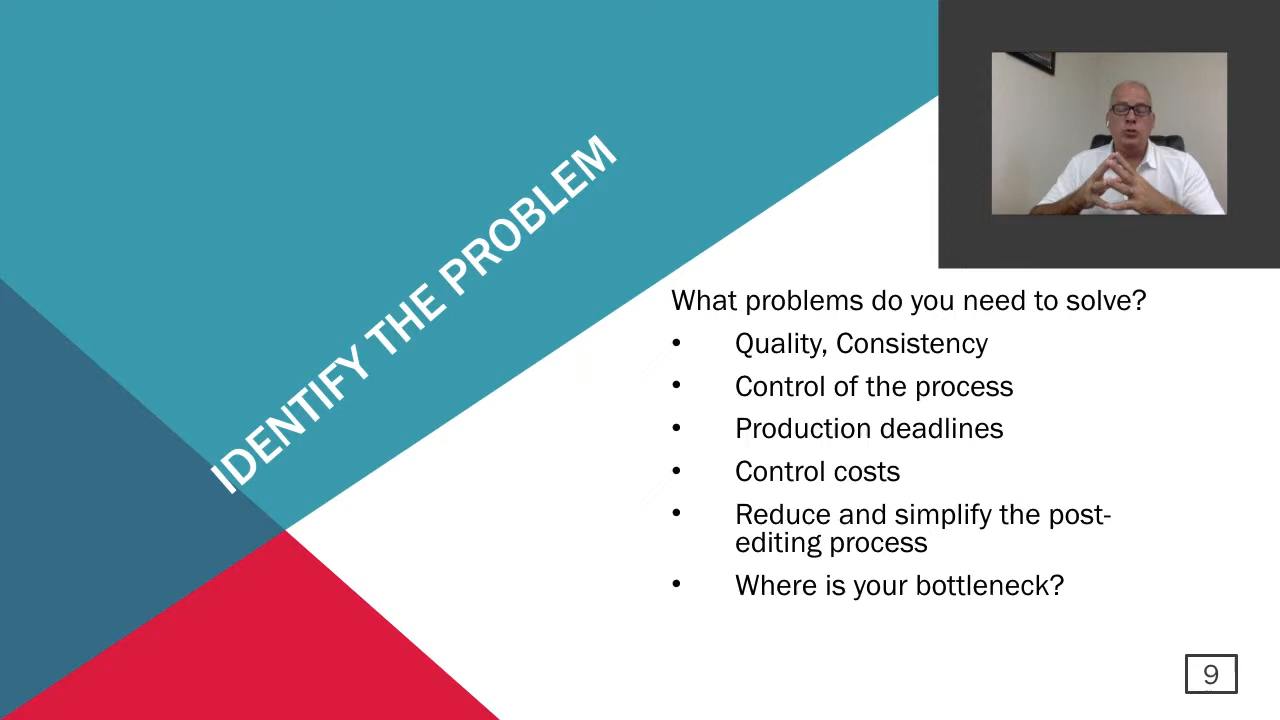 IDENTIFY THE PROBLEM
What problems do you need to solve?
• Quality, Consistency
• Control of the process
• Production deadlines
• Control costs
• Reduce and simplify the post-
editing process
• Where is your bottleneck?
9